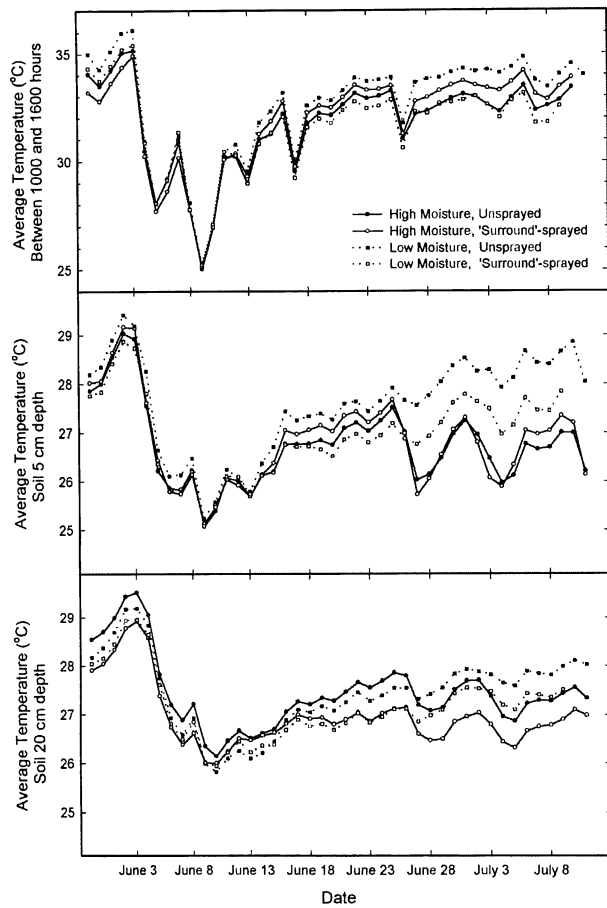 Average Temperature (°C)
Between 1000 and 1600 hours
35
30
25
High Moisture, Unsprayed
High Moisture, 'Surround'-sprayed
Low Moisture, Unsprayed
Low Moisture, 'Surround'-sprayed
Average Temperature (°C)
Soil 5 cm depth
29
28
27
26
25
Average Temperature (°C)
Soil 20 cm depth
29
28
27
26
25
June 3 June 8 June 13 June 18 June 23 June 28 July 3 July 8
Date